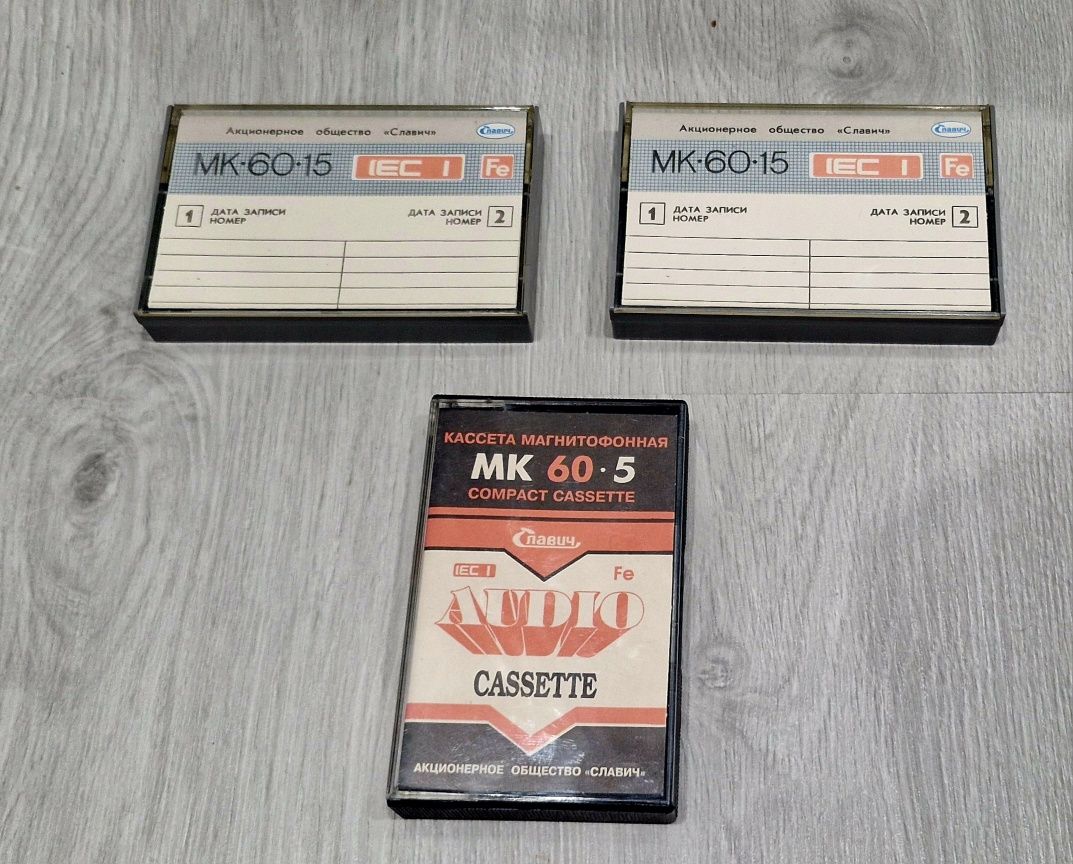 Акционерное общество «Славич»
Славич
МК·60·15 IEC I Fe
1 ДАТА ЗАПИСИ
НОМЕР
ДАТА ЗАПИСИ 2
НОМЕР
Акционерное общество «Славич»
Славич
МК·60·15 IEC I Fe
1 ДАТА ЗАПИСИ
НОМЕР
ДАТА ЗАПИСИ 2
НОМЕР
КАССЕТА МАГНИТОФОННАЯ
МК 60·5
COMPACT CASSETTE
Славич
IEC I Fe
AUDIO
CASSETTE
АКЦИОНЕРНОЕ ОБЩЕСТВО «СЛАВИЧ»